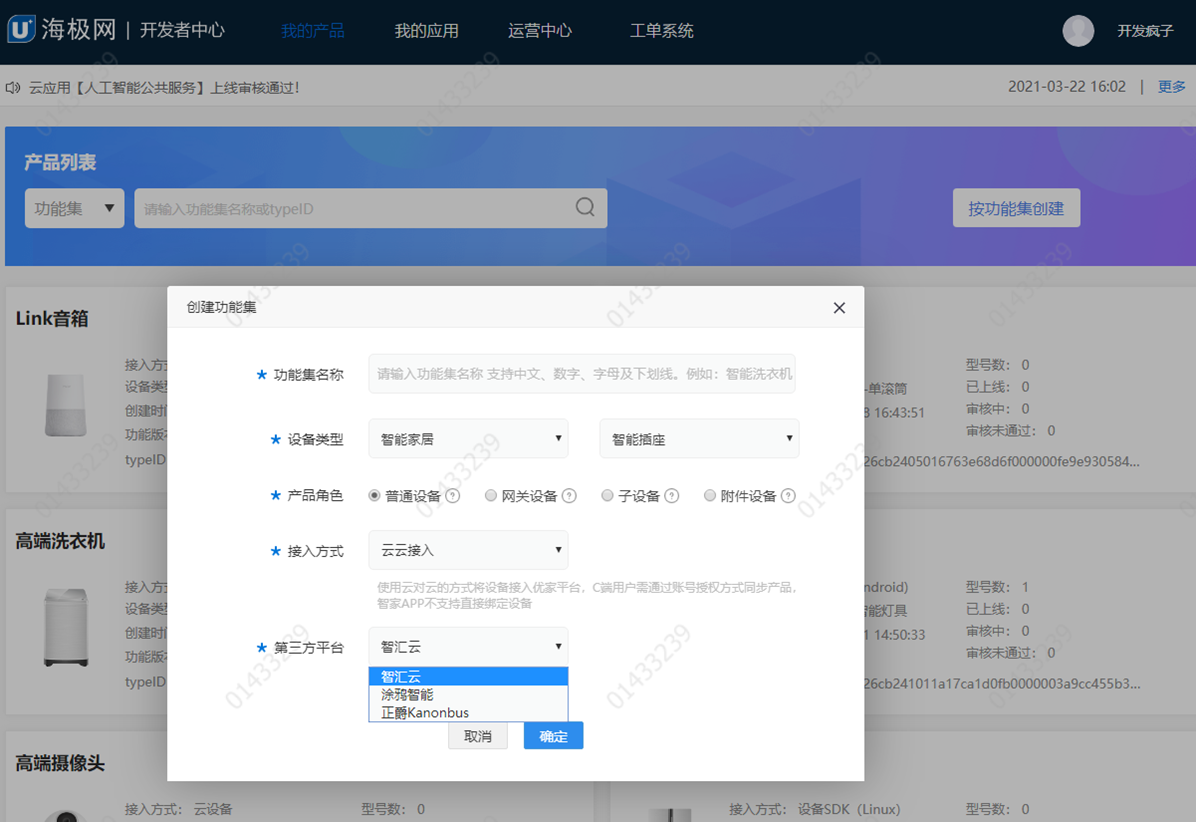 海极网 | 开发者中心 我的产品 我的应用 运营中心 工单系统 开发疯子
云应用【人工智能公共服务】上线审核通过! 2021-03-22 16:02 | 更多
产品列表
功能集 ▼ 请输入功能集名称或typeID 按功能集创建
创建功能集
Link音箱
接入方式 型号数: 0
功能集名称 请输入功能集名称 支持中文、数字、字母及下划线。例如:智能洗衣机
设备类 -单滚筒 已上线: 0
创建时 16:43:51 审核中: 0
功能版 审核未通过: 0
设备类型 智能家居 智能插座
typeID 26cb2405016763e68d6f000000fe9e930584...
产品角色 普通设备 ? 网关设备 ? 子设备 ? 附件设备 ?
高端洗衣机
接入方式 云云接入
使用云对云的方式将设备接入优家平台,C端用户需通过账号授权方式同步产品,
智家APP不支持直接绑定设备
接入方 ndroid) 型号数: 1
设备类 能灯具 已上线: 0
创建时 14:50:33 审核中: 0
功能版 审核未通过: 0
第三方平台 智汇云
智汇云
涂鸦智能
正爵Kanonbus
typeID 26cb241011a17ca1d0fb0000003a9cc455b3...
取消 确定
高端摄像头
接入方式: 云设备 型号数: 0 接入方式: 设备SDK(Linux) 型号数: 0
01433239